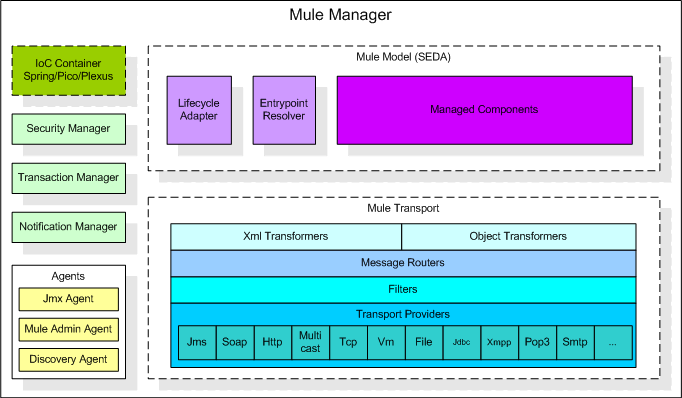 Mule Manager
IoC Container
Spring/Pico/Plexus
Security Manager
Transaction Manager
Notification Manager
Agents
Jmx Agent
Mule Admin Agent
Discovery Agent
Mule Model (SEDA)
Lifecycle
Adapter
Entrypoint
Resolver
Managed Components
Mule Transport
Xml Transformers
Object Transformers
Message Routers
Filters
Transport Providers
Jms
Soap
Http
Multi
cast
Tcp
Vm
File
Jdbc
Xmpp
Pop3
Smtp
...